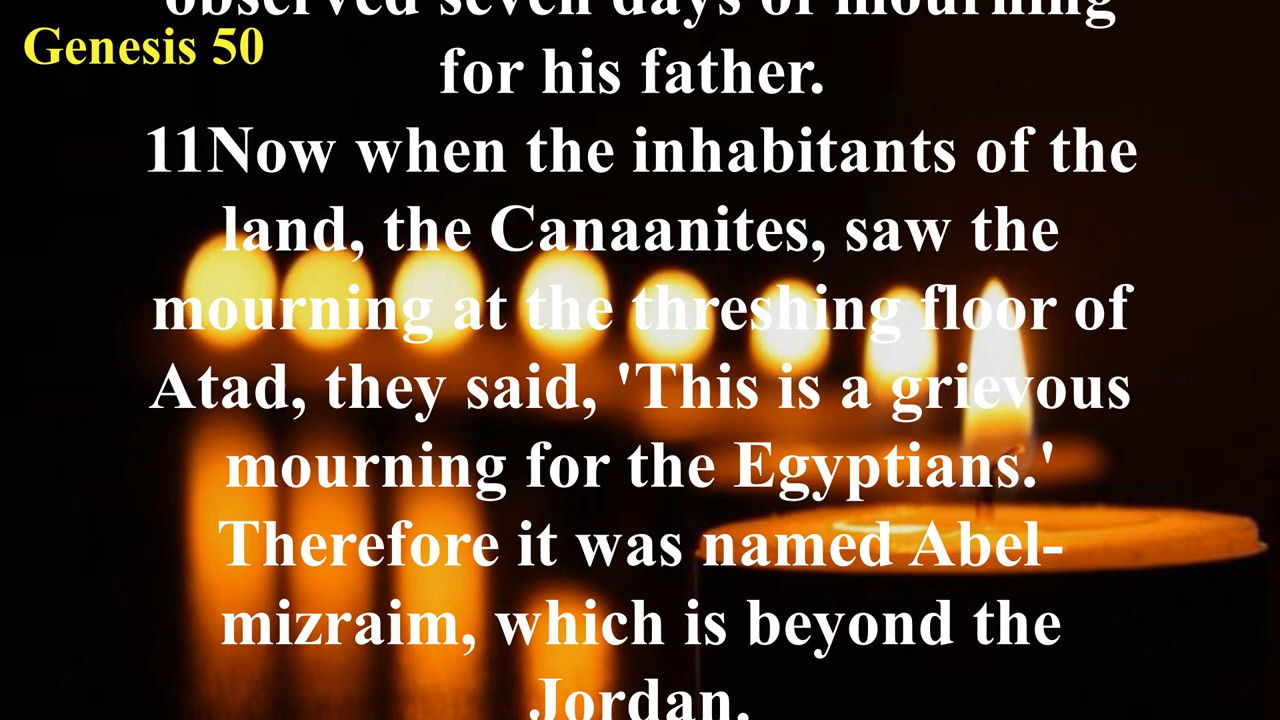 Genesis 50
observed seven days of mourning
for his father.
11Now when the inhabitants of the
land, the Canaanites, saw the
mourning at the threshing floor of
Atad, they said, 'This is a grievous
mourning for the Egyptians.'
Therefore it was named Abel-
mizraim, which is beyond the
Jordan.